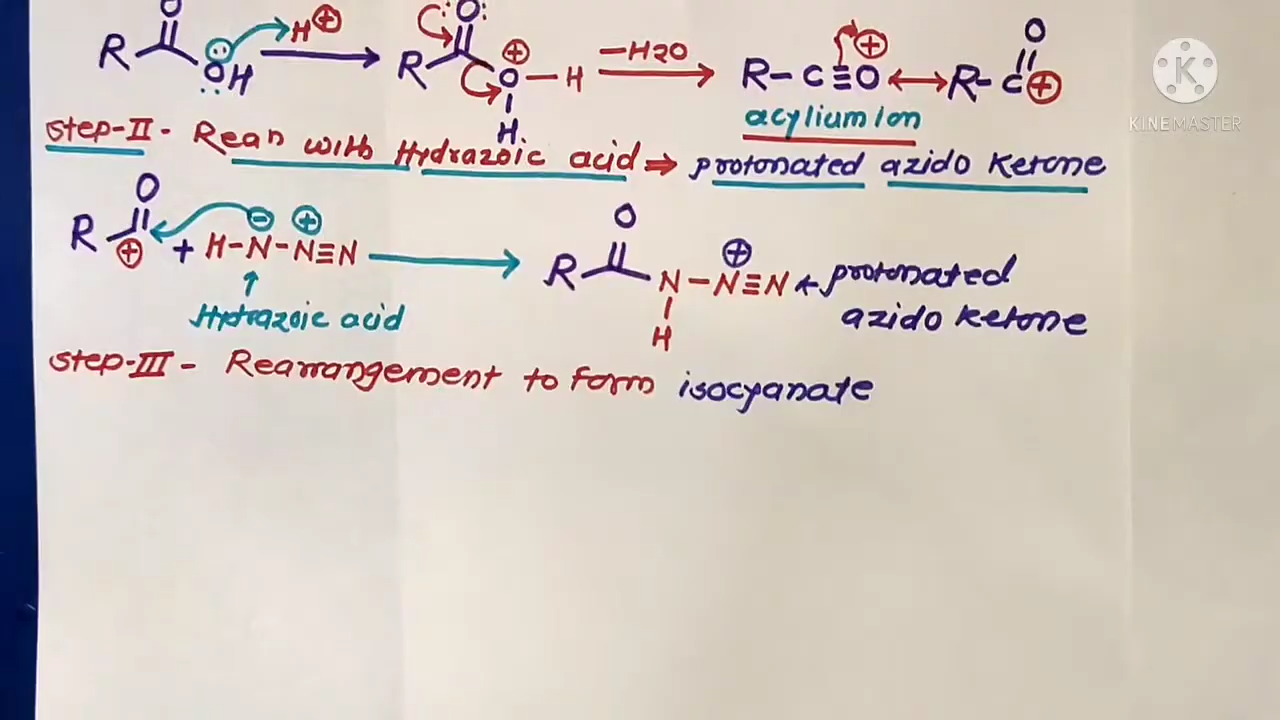 O O
R OH H⊕ → R O⊕—H H —H2O → R–C≡O⊕ ↔ R–C⊕ O
acylium Ion
K
KINEMASTER
Step-II - Rean with Hydrazoic acid ⇒ protonated azido Ketone
O
R ⊕ + H–N⊖–N⊕≡N → R O N–N⊕≡N ← protonated
H
azido Ketone
↑
Hydrazoic acid
Step-III - Rearrangement to form isocyanate